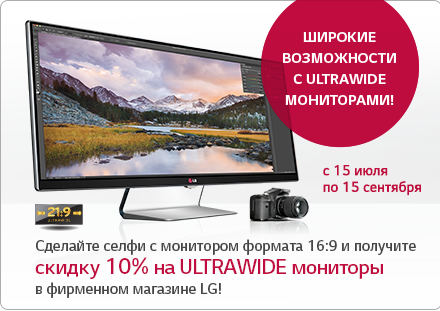 ШИРОКИЕ
ВОЗМОЖНОСТИ
С ULTRAWIDE
МОНИТОРАМИ!
с 15 июля
по 15 сентября
LG
21:9
ULTRAWIDE
Сделайте селфи с монитором формата 16:9 и получите
скидку 10% на ULTRAWIDE мониторы
в фирменном магазине LG!